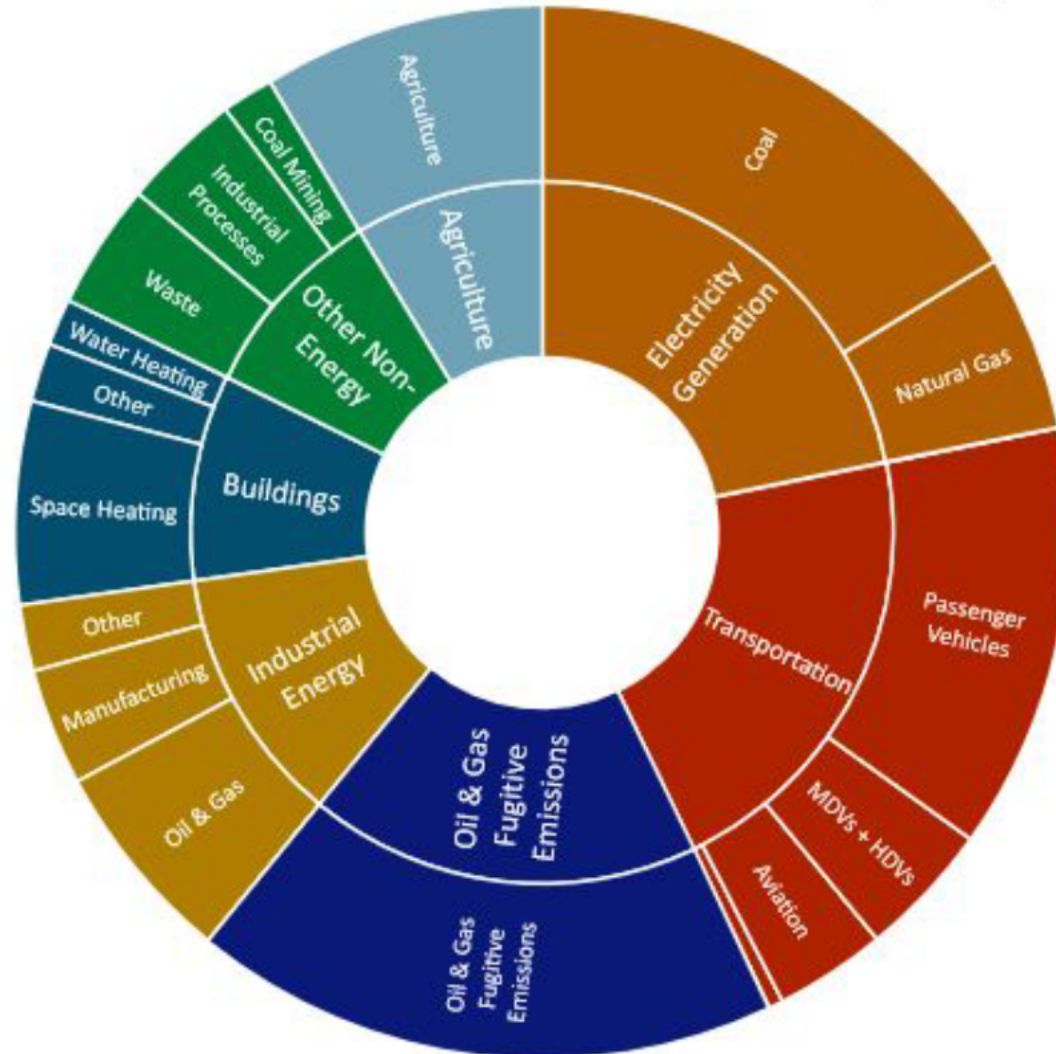 Agriculture
Coal
Coal Mining
Industrial
Processes
Waste
Water Heating
Other
Space Heating
Other
Manufacturing
Oil & Gas
Oil & Gas
Fugitive
Emissions
Aviation
MDVs + HDVs
Passenger
Vehicles
Natural Gas
Agriculture
Electricity
Generation
Other Non-
Energy
Buildings
Industrial
Energy
Oil & Gas
Fugitive
Emissions
Transportation